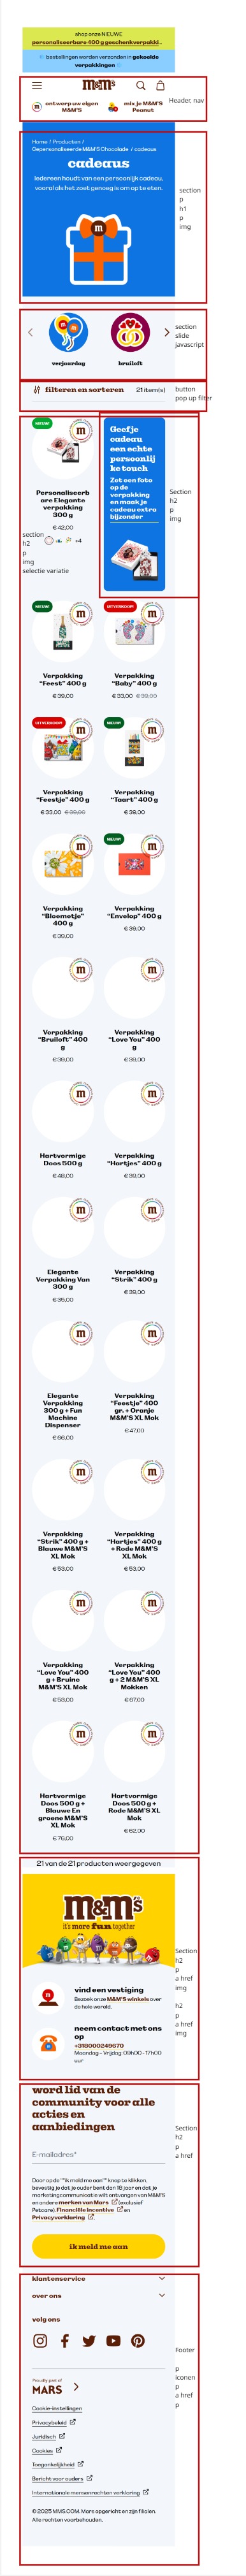 shop onze NIEUWE
personaliseerbare 400 g geschenkverpakki...
bestellingen worden verzonden in gekoelde
verpakkingen
m&m's
ontwerp uw eigen
M&M'S
mix je M&M'S
Peanut
Header, nav
Home / Producten /
Gepersonaliseerde M&M'S Chocolade / cadeaus
cadeaus
Iedereen houdt van een persoonlijk cadeau,
vooral als het zoet genoeg is om op te eten.
m
section
p
h1
p
img
verjaardag
bruiloft
section
slide
javascript
filteren en sorteren
21 item(s)
button
pop up filter
NIEUW!
Personaliseerb
are Elegante
verpakking
300 g
€ 42,00
+4
section
h2
p
img
selectie variatie
Geef je
cadeau
een echt
persoonlij
ke touch
Zet een foto
op de
verpakking
en maak je
cadeau extra
bijzonder
Section
h2
p
img
NIEUW!
Verpakking
"Feest" 400 g
€ 39,00
UITVERKOOP!
Verpakking
"Baby" 400 g
€ 33,00 € 39,00
UITVERKOOP!
Verpakking
"Feestje" 400 g
€ 33,00 € 39,00
NIEUW!
Verpakking
"Taart" 400 g
€ 39,00
Verpakking
"Bloemetje"
400 g
€ 39,00
NIEUW!
Verpakking
"Envelop" 400 g
€ 39,00
Verpakking
"Bruiloft" 400
g
€ 39,00
Verpakking
"Love You" 400
g
€ 39,00
Hartvormige
Doos 500 g
€ 48,00
Verpakking
"Hartjes" 400 g
€ 39,00
Elegante
Verpakking Van
300 g
€ 35,00
Verpakking
"Strik" 400 g
€ 39,00
Elegante
Verpakking
300 g + Fun
Machine
Dispenser
€ 66,00
Verpakking
"Feestje" 400
gr. + Oranje
M&M'S XL Mok
€ 47,00
Verpakking
"Strik" 400 g +
Blauwe M&M'S
XL Mok
€ 53,00
Verpakking
"Hartjes" 400 g
+ Rode M&M'S
XL Mok
€ 53,00
Verpakking
"Love You" 400
g + Bruine
M&M'S XL Mok
€ 53,00
Verpakking
"Love You" 400
g + 2 M&M'S XL
Mokken
€ 67,00
Hartvormige
Doos 500 g +
Blauwe En
groene M&M'S
XL Mok
€ 76,00
Hartvormige
Doos 500 g +
Rode M&M'S XL
Mok
€ 62,00
21 van de 21 producten weergegeven
m&m's
it's more fun together
vind een vestiging
Bezoek onze M&M'S winkels over
de hele wereld.
neem contact met ons
op
+318000249670
Maandag – Vrijdag: 09h00 - 17h00
uur
Section
h2
p
a href
img
h2
p
a href
img
word lid van de
community voor alle
acties en
aanbiedingen
E-mailadres*
Door op de ""ik meld me aan"" knop te klikken,
bevestig je dat je ouder bent dan 16 jaar en dat je
marketingcommunicatie wilt ontvangen van M&M'S
en andere merken van Mars (exclusief
Petcare). Financiële Incentive en
Privacyverklaring.
ik meld me aan
Section
h2
p
a href
klantenservice
over ons
volg ons
Proudly part of
MARS
Cookie-instellingen
Privacybeleid
Juridisch
Cookies
Toegankelijkheid
Bericht voor ouders
Internationale mensenrechten verklaring
© 2025 MMS.COM. Mars opgericht en zijn filialen.
Alle rechten voorbehouden.
Footer
p
iconen
p
a href
p